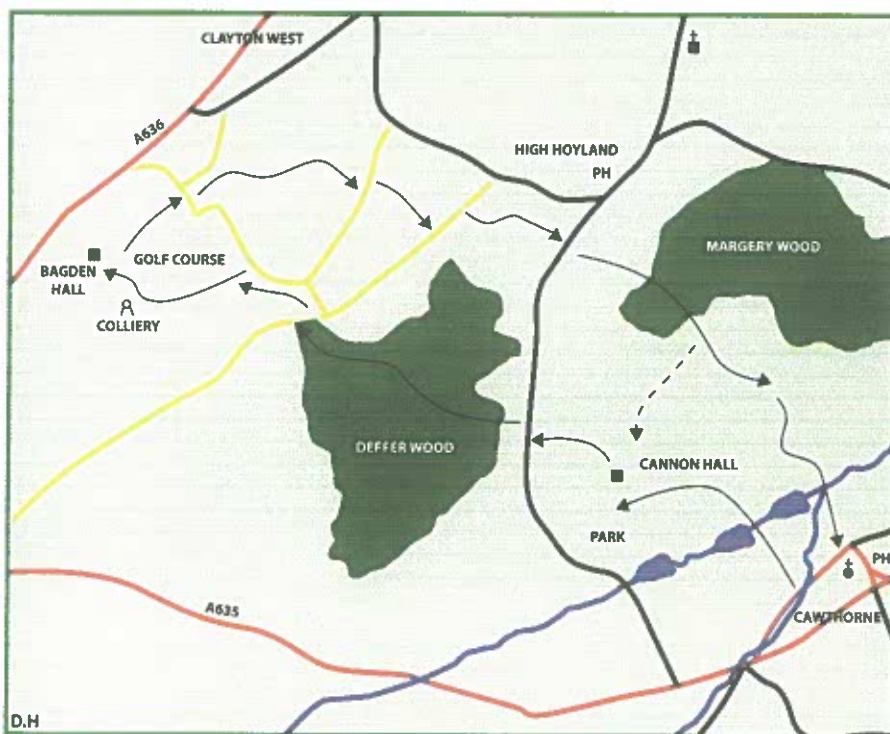 CLAYTON WEST
A636
HIGH HOYLAND
PH
MARGERY WOOD
GOLF COURSE
BAGDEN
HALL
COLLIERY
DEFFER WOOD
CANNON HALL
PARK
PH
A635
CAWTHORNE
D.H